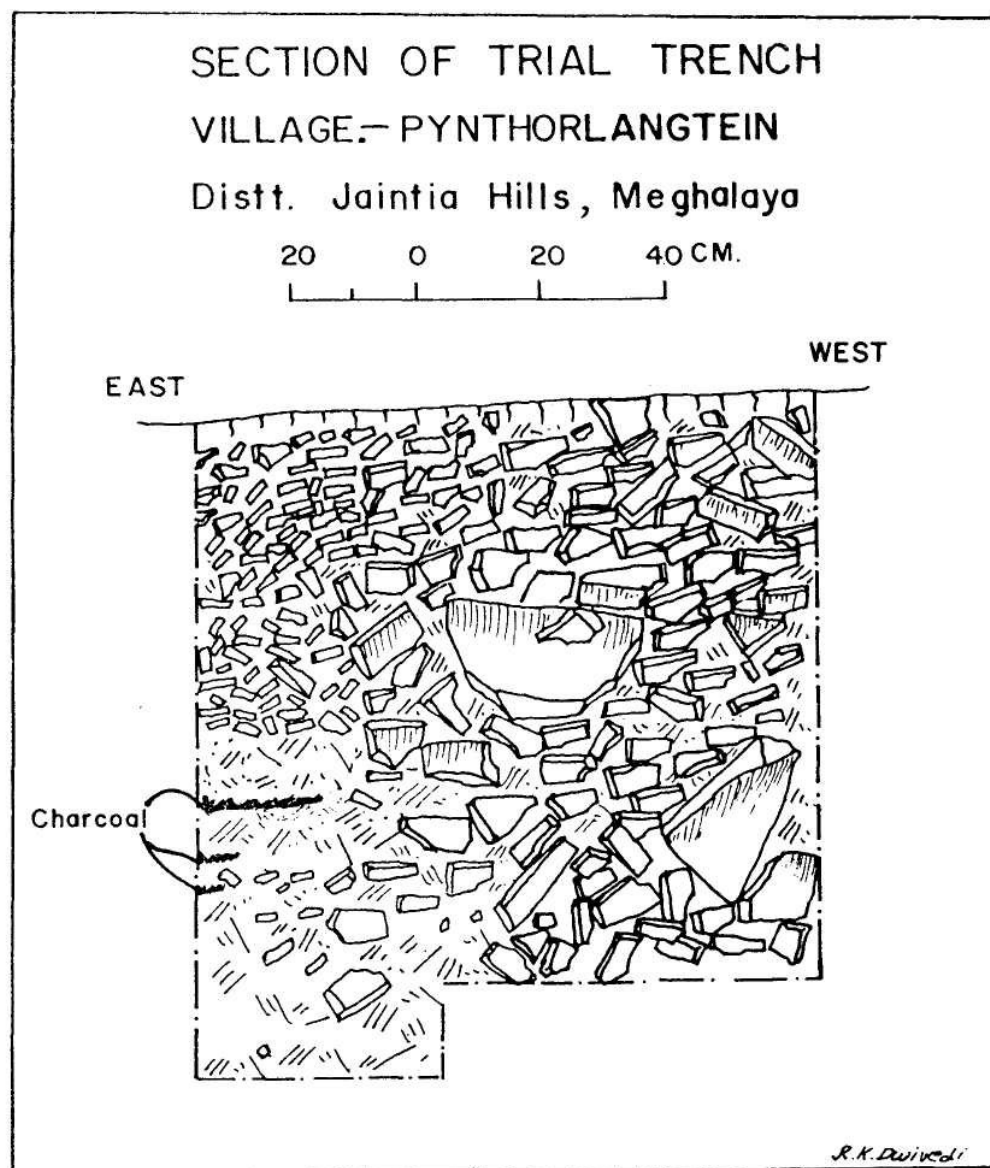 SECTION OF TRIAL TRENCH
VILLAGE:- PYNTHORLANGTEIN
Distt. Jaintia Hills, Meghalaya
20 0 20 40 CM.
WEST
EAST
Charcoal
R.K. Dwivedi